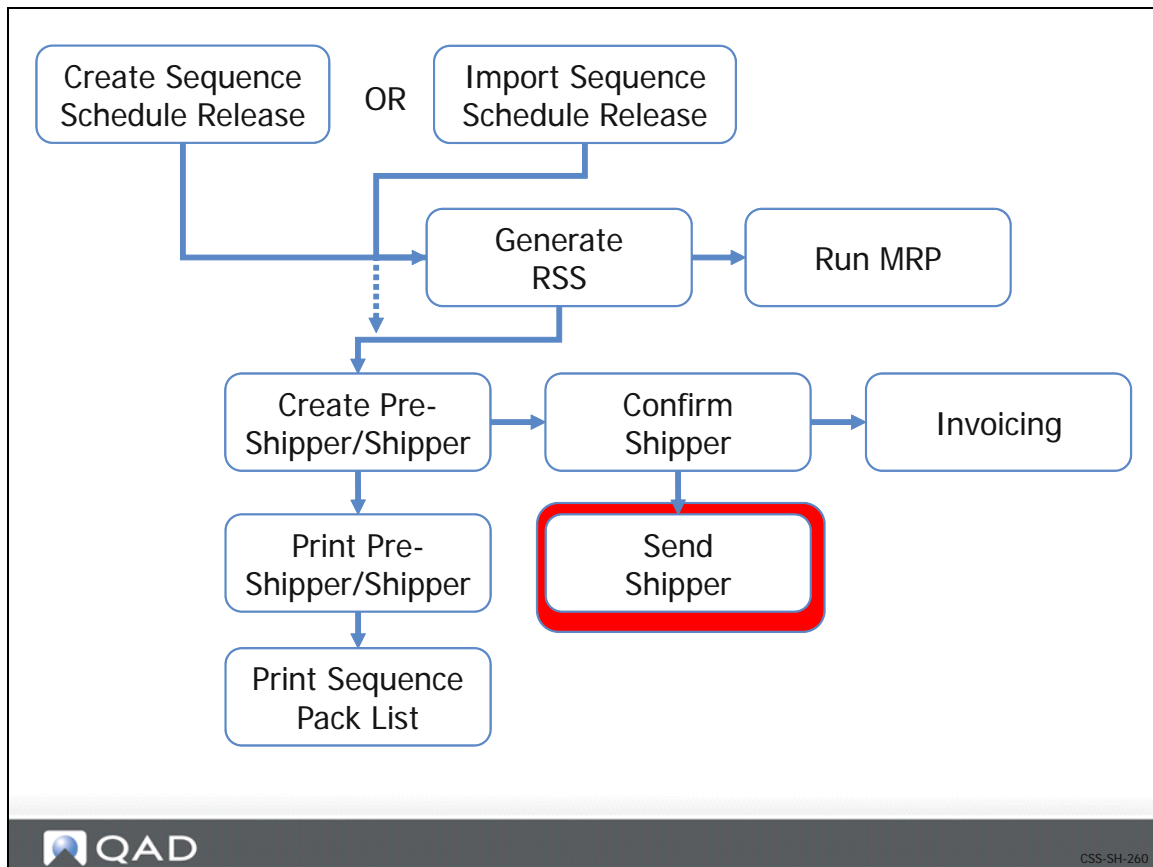 Create Sequence
Schedule Release
OR
Import Sequence
Schedule Release
Generate
RSS
Run MRP
Create Pre-
Shipper/Shipper
Confirm
Shipper
Invoicing
Print Pre-
Shipper/Shipper
Send
Shipper
Print Sequence
Pack List
QAD
CSS-SH-260